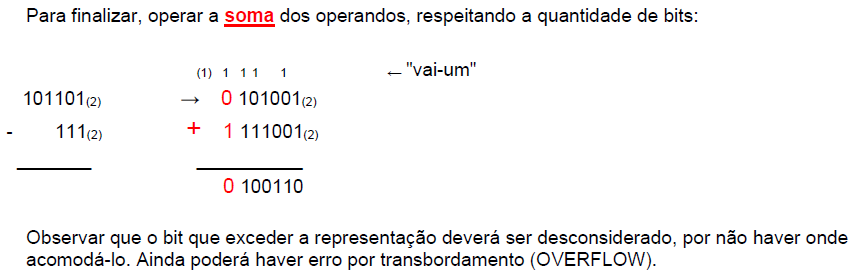 Para finalizar, operar a soma dos operandos, respeitando a quantidade de bits:
(1) 1 1 1 1 ← "vai-um"
101101(2) → 0 101001(2)
- 111(2) + 1 111001(2)
0 100110
Observar que o bit que exceder a representação deverá ser desconsiderado, por não haver onde
acomodá-lo. Ainda poderá haver erro por transbordamento (OVERFLOW).